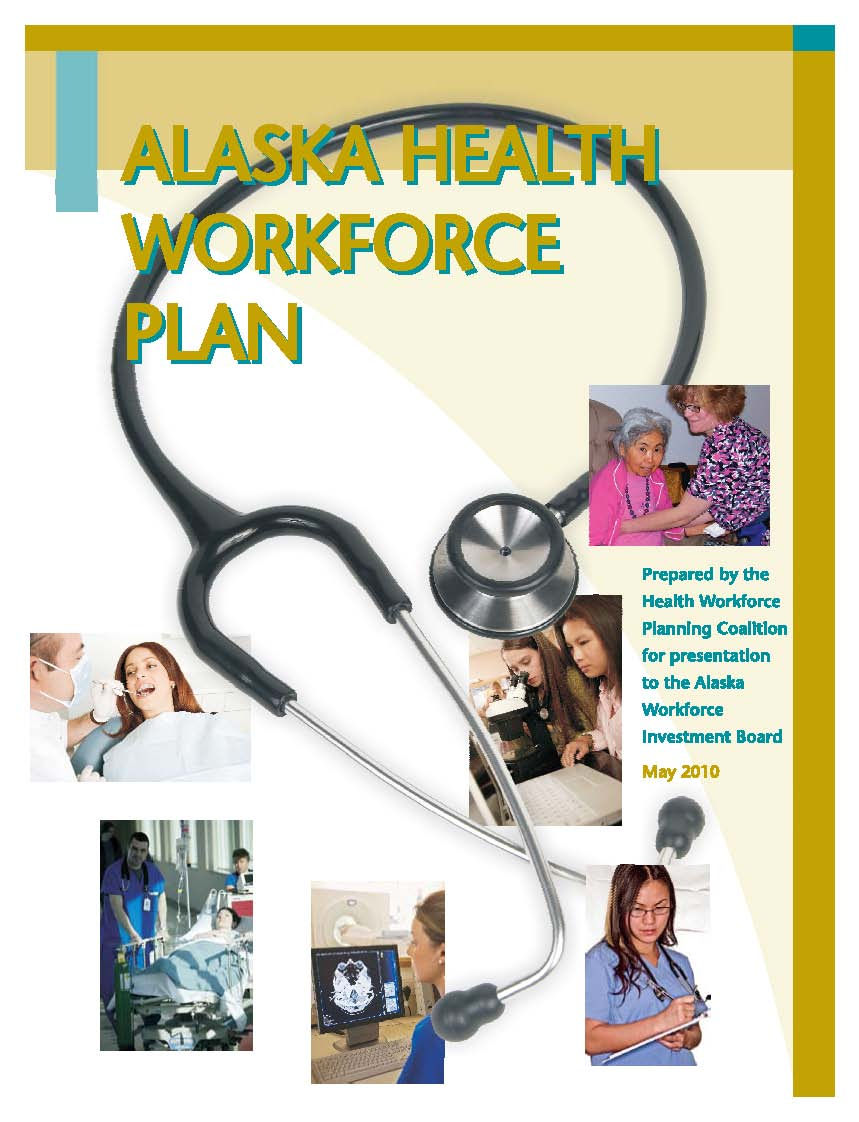 ALASKA HEALTH
WORKFORCE
PLAN
Prepared by the
Health Workforce
Planning Coalition
for presentation
to the Alaska
Workforce
Investment Board
May 2010